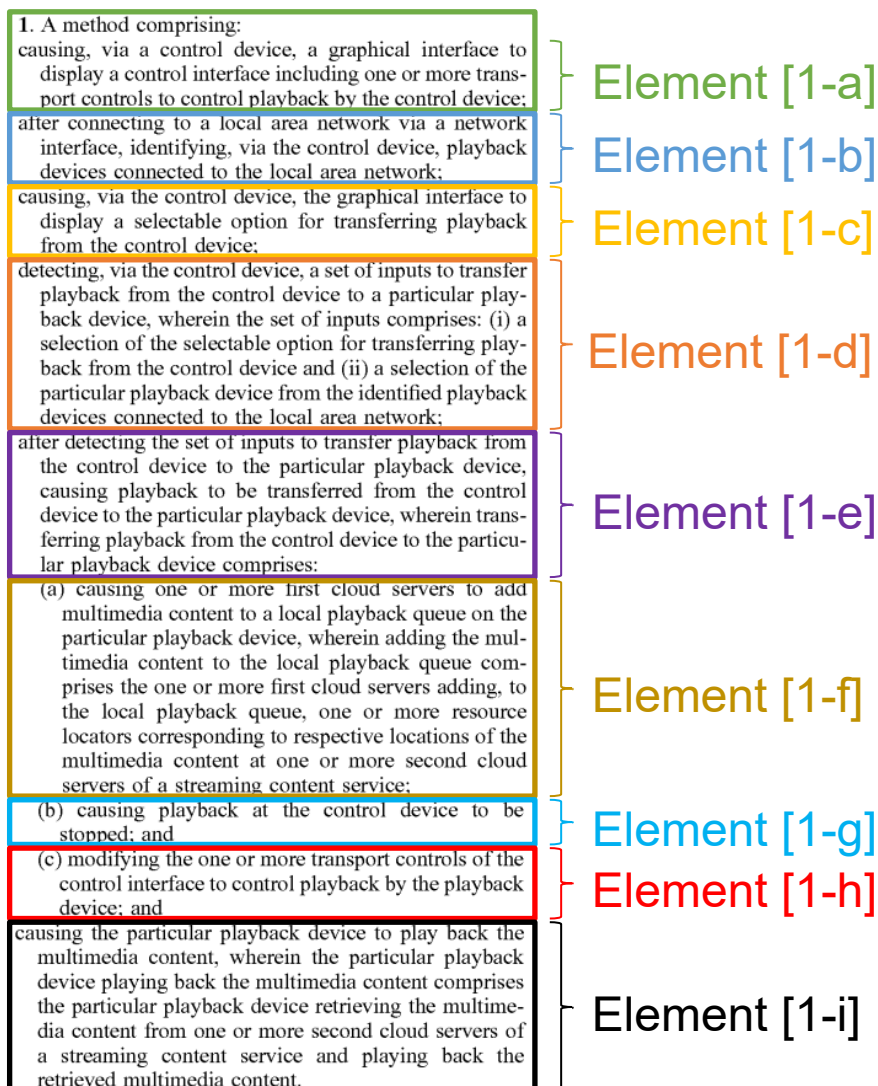 1. A method comprising:
causing, via a control device, a graphical interface to
display a control interface including one or more trans-
port controls to control playback by the control device;
Element [1-a]
after connecting to a local area network via a network
interface, identifying, via the control device, playback
devices connected to the local area network;
Element [1-b]
causing, via the control device, the graphical interface to
display a selectable option for transferring playback
from the control device;
Element [1-c]
detecting, via the control device, a set of inputs to transfer
playback from the control device to a particular play-
back device, wherein the set of inputs comprises: (i) a
selection of the selectable option for transferring play-
back from the control device and (ii) a selection of the
particular playback device from the identified playback
devices connected to the local area network;
Element [1-d]
after detecting the set of inputs to transfer playback from
the control device to the particular playback device,
causing playback to be transferred from the control
device to the particular playback device, wherein trans-
ferring playback from the control device to the particu-
lar playback device comprises:
Element [1-e]
(a) causing one or more first cloud servers to add
multimedia content to a local playback queue on the
particular playback device, wherein adding the mul-
timedia content to the local playback queue com-
prises the one or more first cloud servers adding, to
the local playback queue, one or more resource
locators corresponding to respective locations of the
multimedia content at one or more second cloud
servers of a streaming content service;
Element [1-f]
(b) causing playback at the control device to be
stopped; and
Element [1-g]
(c) modifying the one or more transport controls of the
control interface to control playback by the playback
device; and
Element [1-h]
causing the particular playback device to play back the
multimedia content, wherein the particular playback
device playing back the multimedia content comprises
the particular playback device retrieving the multime-
dia content from one or more second cloud servers of
a streaming content service and playing back the
retrieved multimedia content.
Element [1-i]